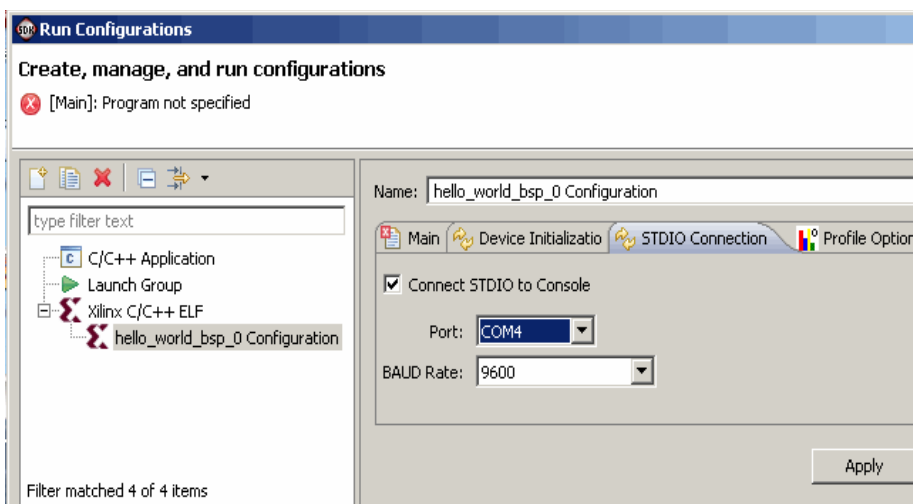 SDK Run Configurations
Create, manage, and run configurations
[Main]: Program not specified
Name: hello_world_bsp_0 Configuration
type filter text
Main Device Initializatio STDIO Connection Profile Option
C/C++ Application
Launch Group
Xilinx C/C++ ELF
hello_world_bsp_0 Configuration
Connect STDIO to Console
Port: COM4
BAUD Rate: 9600
Apply
Filter matched 4 of 4 items